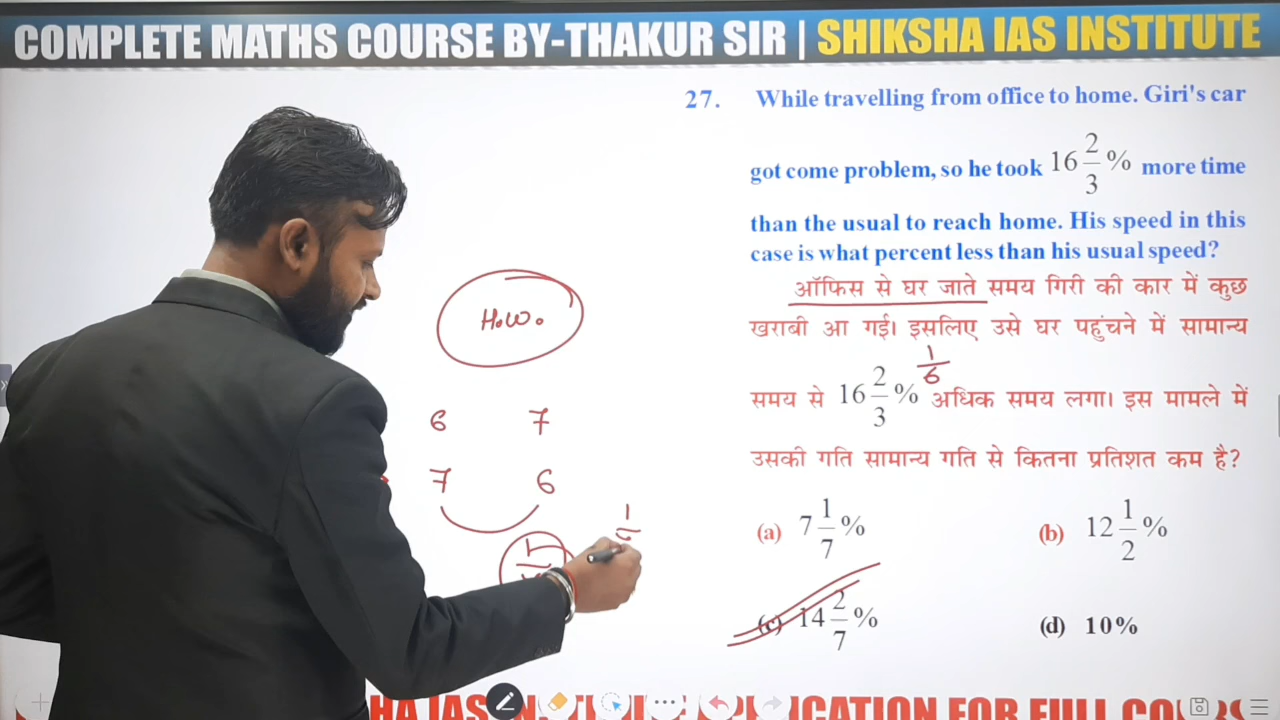 COMPLETE MATHS COURSE BY-THAKUR SIR | SHIKSHA IAS INSTITUTE
27. While travelling from office to home. Giri's car
got come problem, so he took 16 2/3 % more time
than the usual to reach home. His speed in this
case is what percent less than his usual speed?
ऑफिस से घर जाते समय गिरी की कार में कुछ
खराबी आ गई। इसलिए उसे घर पहुंचने में सामान्य
1/6
समय से 16 2/3 % अधिक समय लगा। इस मामले में
उसकी गति सामान्य गति से कितना प्रतिशत कम है?
(a) 7 1/7 % (b) 12 1/2 %
(c) 14 2/7 % (d) 10%
H.W.
6 7
7 6